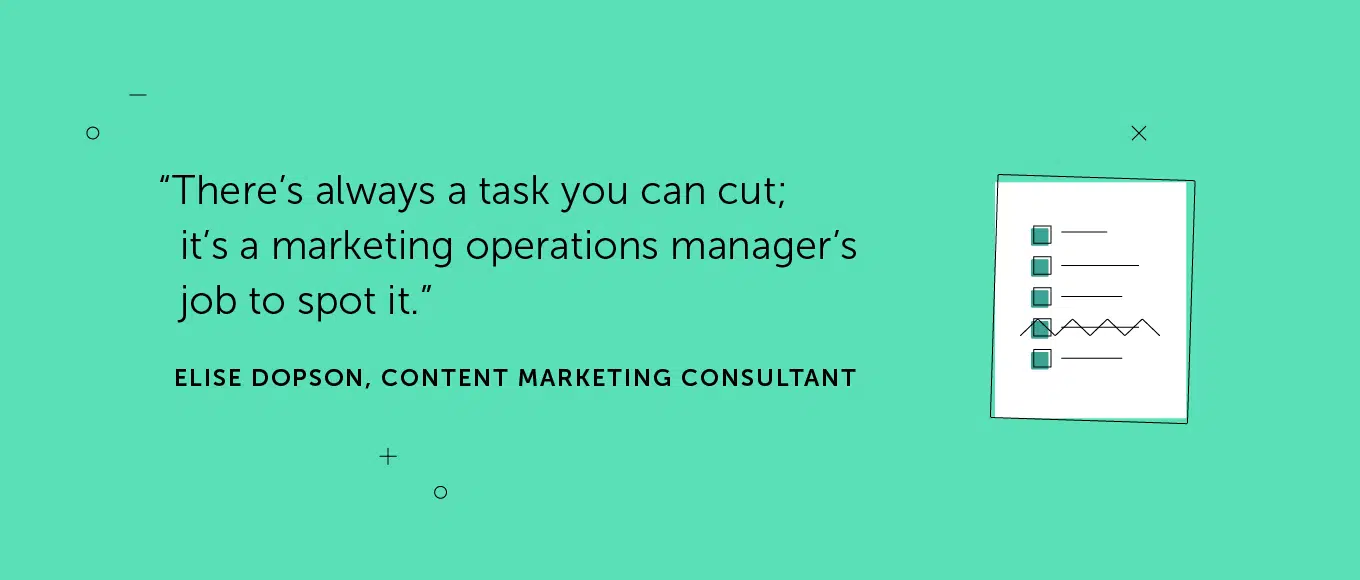 “There’s always a task you can cut;
it’s a marketing operations manager’s
job to spot it.”
ELISE DOPSON, CONTENT MARKETING CONSULTANT